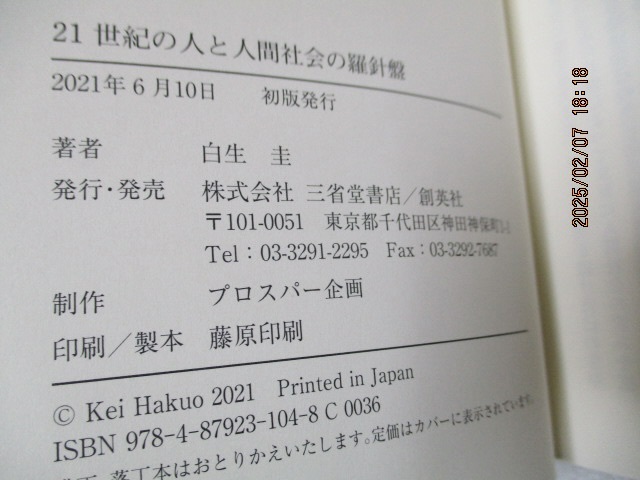 21 世紀の人と人間社会の羅針盤
2021年 6 月10日　初版発行
著者　白生　圭
発行・発売　株式会社 三省堂書店／創英社
〒101-0051　東京都千代田区神田神保町1-1
Tel：03-3291-2295　Fax：03-3292-7687
制作　プロスパー企画
印刷／製本　藤原印刷
© Kei Hakuo 2021　Printed in Japan
ISBN 978-4-87923-104-8 C 0036
落丁本はおとりかえいたします。定価はカバーに表示されています。
2025/02/07 18:18